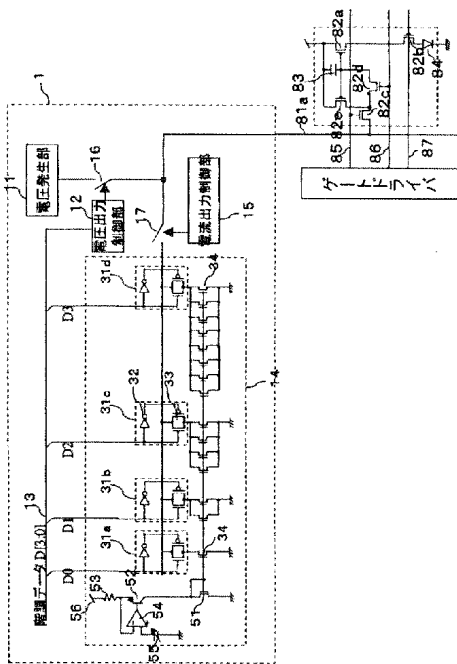 1
11
電圧発生部
16
12
電圧出力
制御部
17
電流出力制御部
15
13
階調データD[3:0]
D0
D1
D2
D3
31a
31b
31c
31d
32
33
34
34
14
56
53
52
54
55
51
81a
83
82a
82d
82e
82c
82b
84
85
86
87
ゲートドライバ